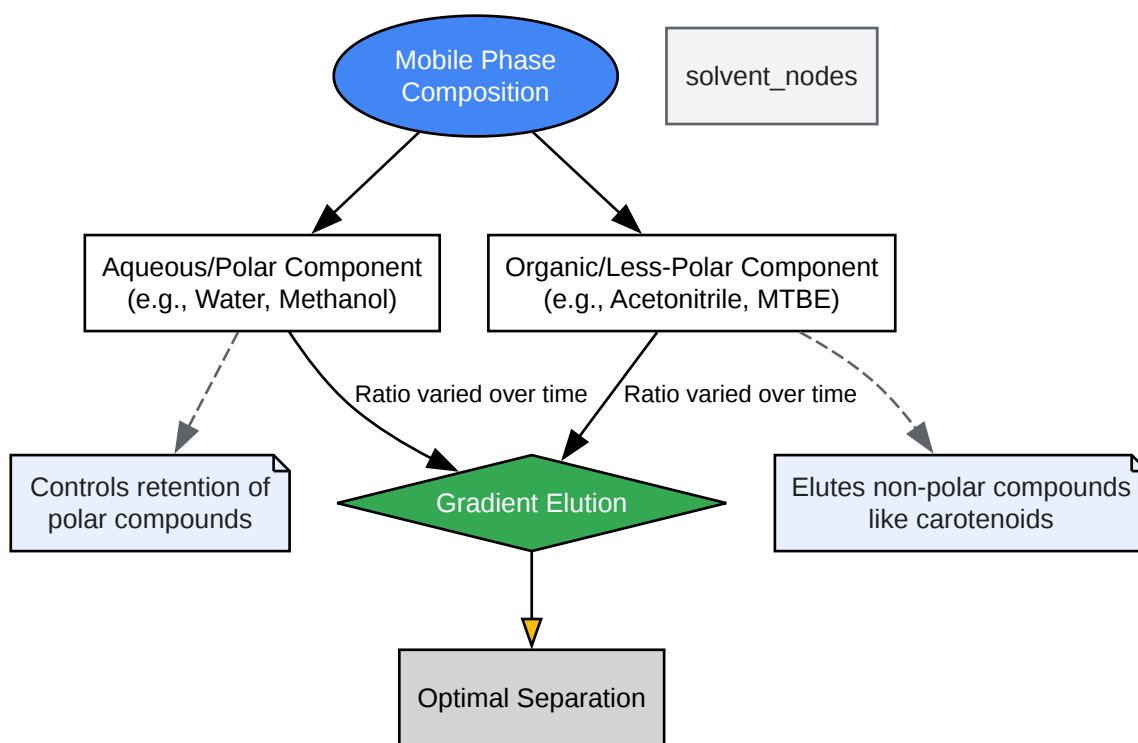 Mobile Phase
Composition
solvent_nodes
Aqueous/Polar Component
(e.g., Water, Methanol)
Organic/Less-Polar Component
(e.g., Acetonitrile, MTBE)
Ratio varied over time
Ratio varied over time
Controls retention of
polar compounds
Gradient Elution
Elutes non-polar compounds
like carotenoids
Optimal Separation